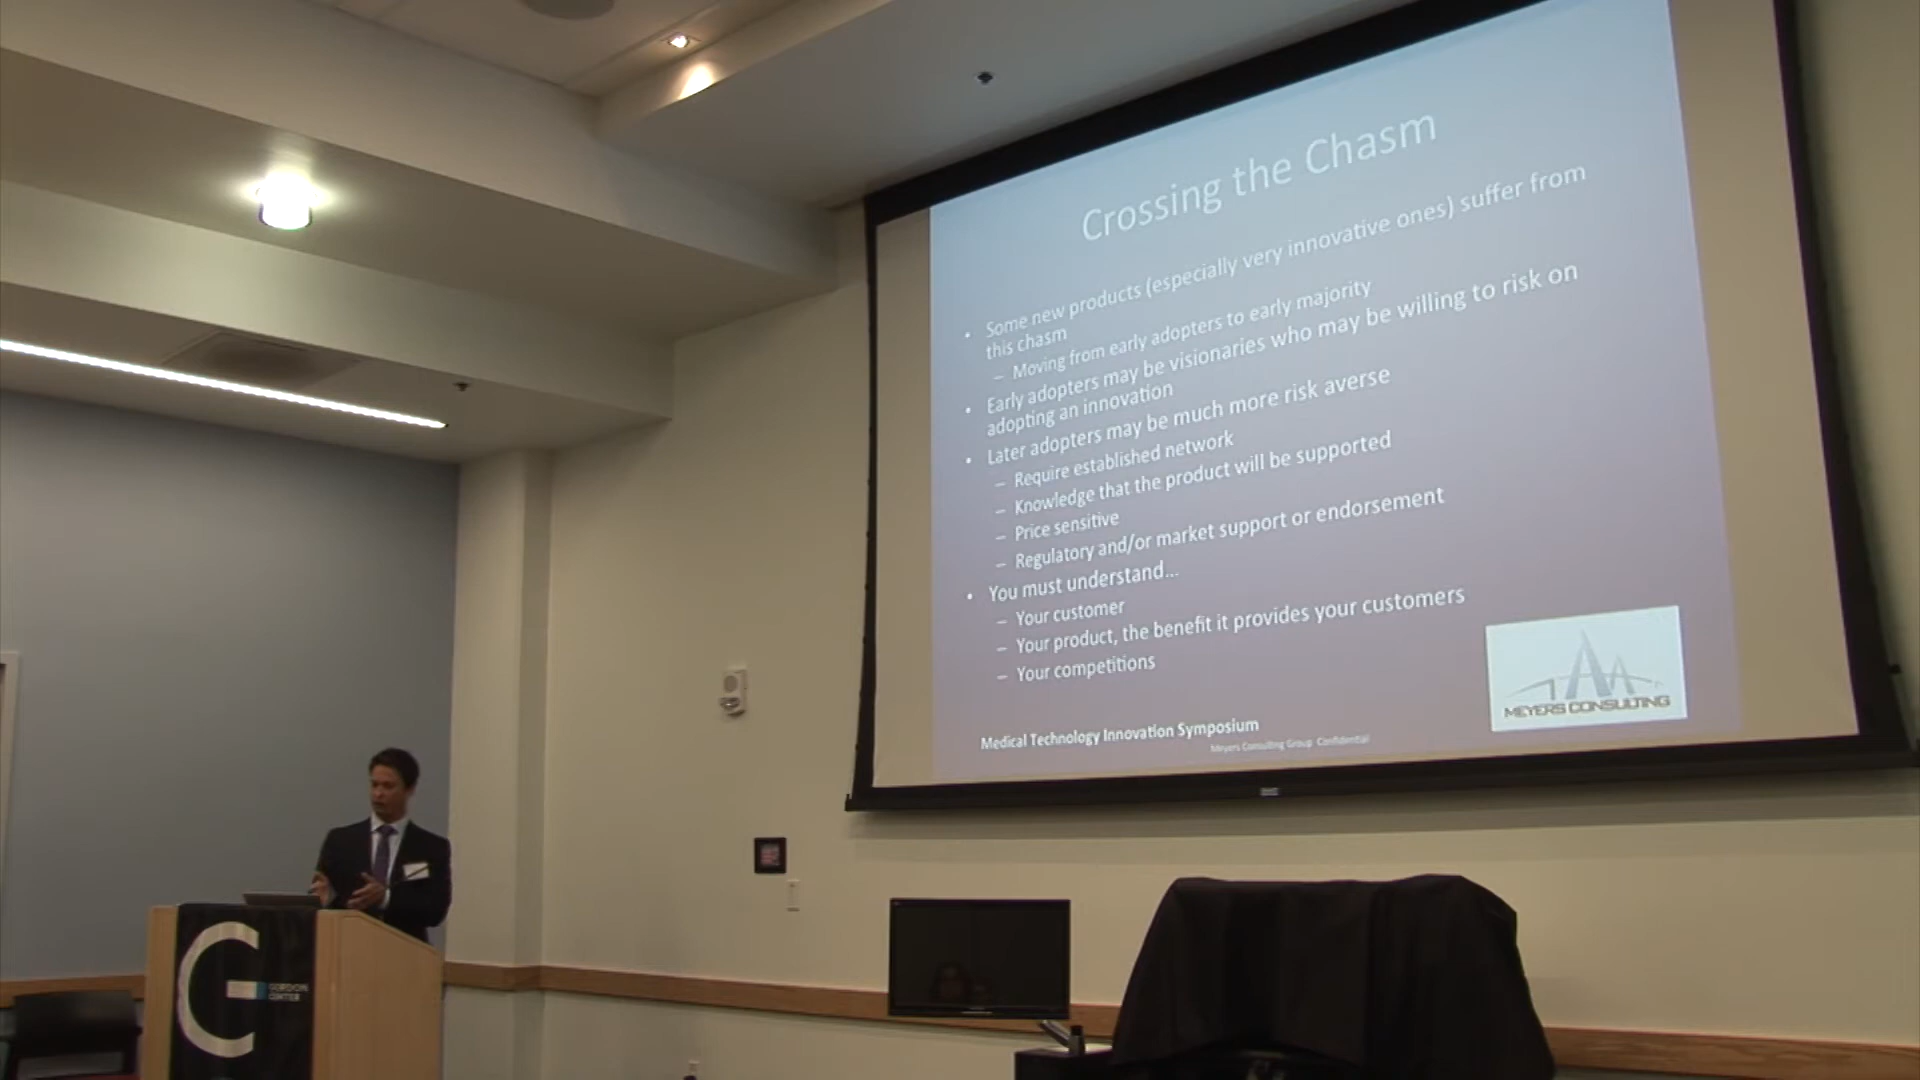 Crossing the Chasm
• Some new products (especially very innovative ones) suffer from
this chasm
– Moving from early adopters to early majority
• Early adopters may be visionaries who may be willing to risk on
adopting an innovation
• Later adopters may be much more risk averse
– Require established network
– Knowledge that the product will be supported
– Price sensitive
– Regulatory and/or market support or endorsement
• You must understand...
– Your customer
– Your product, the benefit it provides your customers
– Your competitions
MEYERS CONSULTING
Medical Technology Innovation Symposium
Meyers Consulting Group Confidential
G
GORDON
CENTER